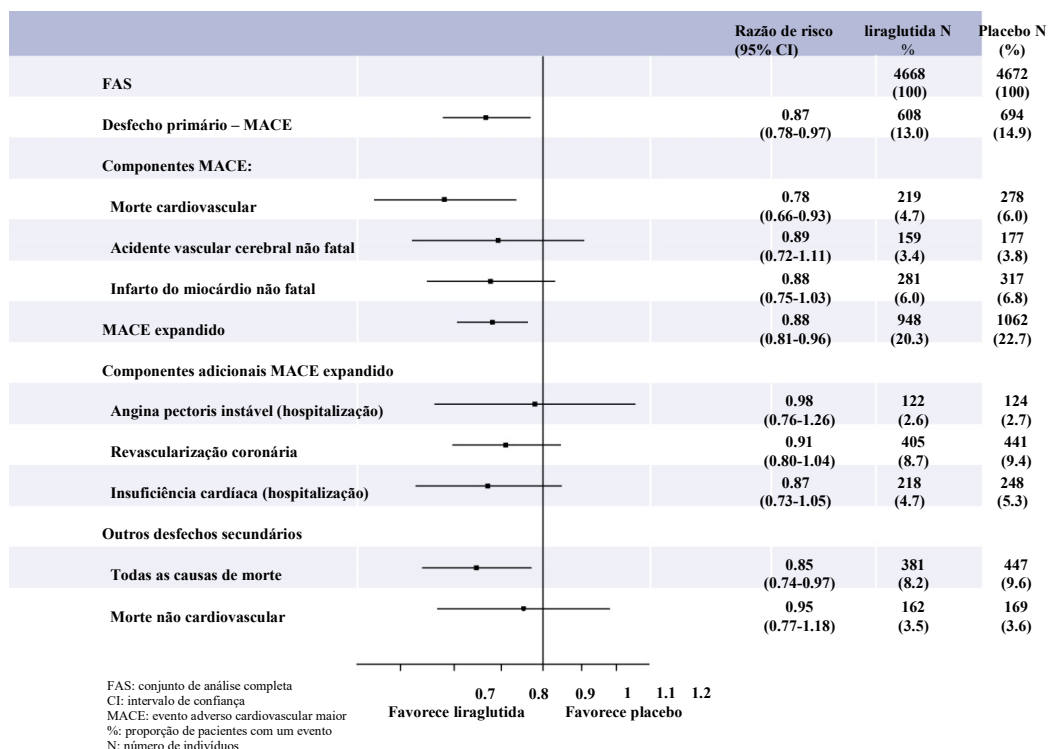 Razão de risco liraglutida N Placebo N
(95% CI) % (%)
FAS 4668 4672
(100) (100)
Desfecho primário – MACE 0.87 608 694
(0.78-0.97) (13.0) (14.9)
Componentes MACE:
Morte cardiovascular 0.78 219 278
(0.66-0.93) (4.7) (6.0)
Acidente vascular cerebral não fatal 0.89 159 177
(0.72-1.11) (3.4) (3.8)
Infarto do miocárdio não fatal 0.88 281 317
(0.75-1.03) (6.0) (6.8)
MACE expandido 0.88 948 1062
(0.81-0.96) (20.3) (22.7)
Componentes adicionais MACE expandido
Angina pectoris instável (hospitalização) 0.98 122 124
(0.76-1.26) (2.6) (2.7)
Revascularização coronária 0.91 405 441
(0.80-1.04) (8.7) (9.4)
Insuficiência cardíaca (hospitalização) 0.87 218 248
(0.73-1.05) (4.7) (5.3)
Outros desfechos secundários
Todas as causas de morte 0.85 381 447
(0.74-0.97) (8.2) (9.6)
Morte não cardiovascular 0.95 162 169
(0.77-1.18) (3.5) (3.6)
0.7 0.8 0.9 1 1.1 1.2
Favorece liraglutida Favorece placebo
FAS: conjunto de análise completa
CI: intervalo de confiança
MACE: evento adverso cardiovascular maior
%: proporção de pacientes com um evento
N: número de indivíduos